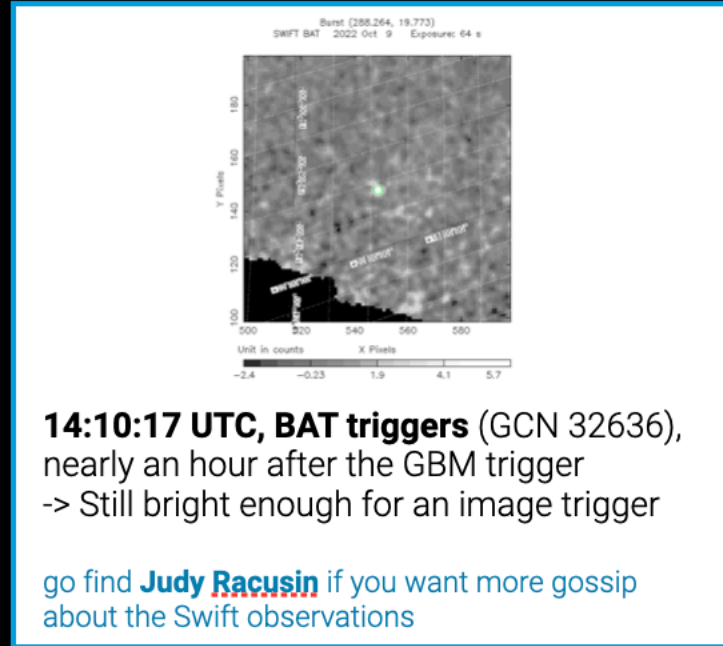 Burst (288.264, 19.773)
SWIFT BAT 2022 Oct 9 Exposure: 64 s
180
160
140
120
100
Y Pixels
500 520 540 560 580
Unit in counts X Pixels
-2.4 -0.23 1.9 4.1 5.7
14:10:17 UTC, BAT triggers (GCN 32636),
nearly an hour after the GBM trigger
-> Still bright enough for an image trigger
go find Judy Racusin if you want more gossip
about the Swift observations